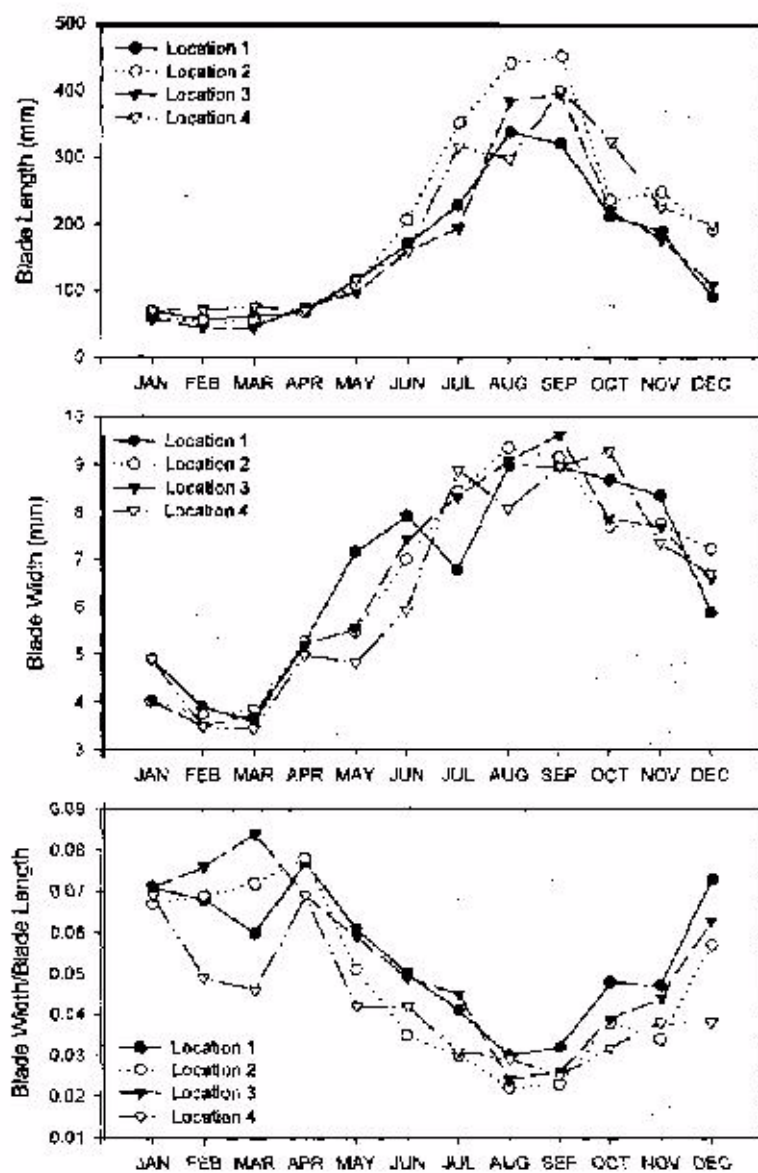 500
400
300
200
100
0
Blade Length (mm)
Location 1
Location 2
Location 3
Location 4
JAN FEB MAR APR MAY JUN JUL AUG SEP OCT NOV DEC
10
9
8
7
6
5
4
3
Blade Width (mm)
Location 1
Location 2
Location 3
Location 4
JAN FEB MAR APR MAY JUN JUL AUG SEP OCT NOV DEC
0.09
0.08
0.07
0.06
0.05
0.04
0.03
0.02
0.01
Blade Width/Blade Length
Location 1
Location 2
Location 3
Location 4
JAN FEB MAR APR MAY JUN JUL AUG SEP OCT NOV DEC